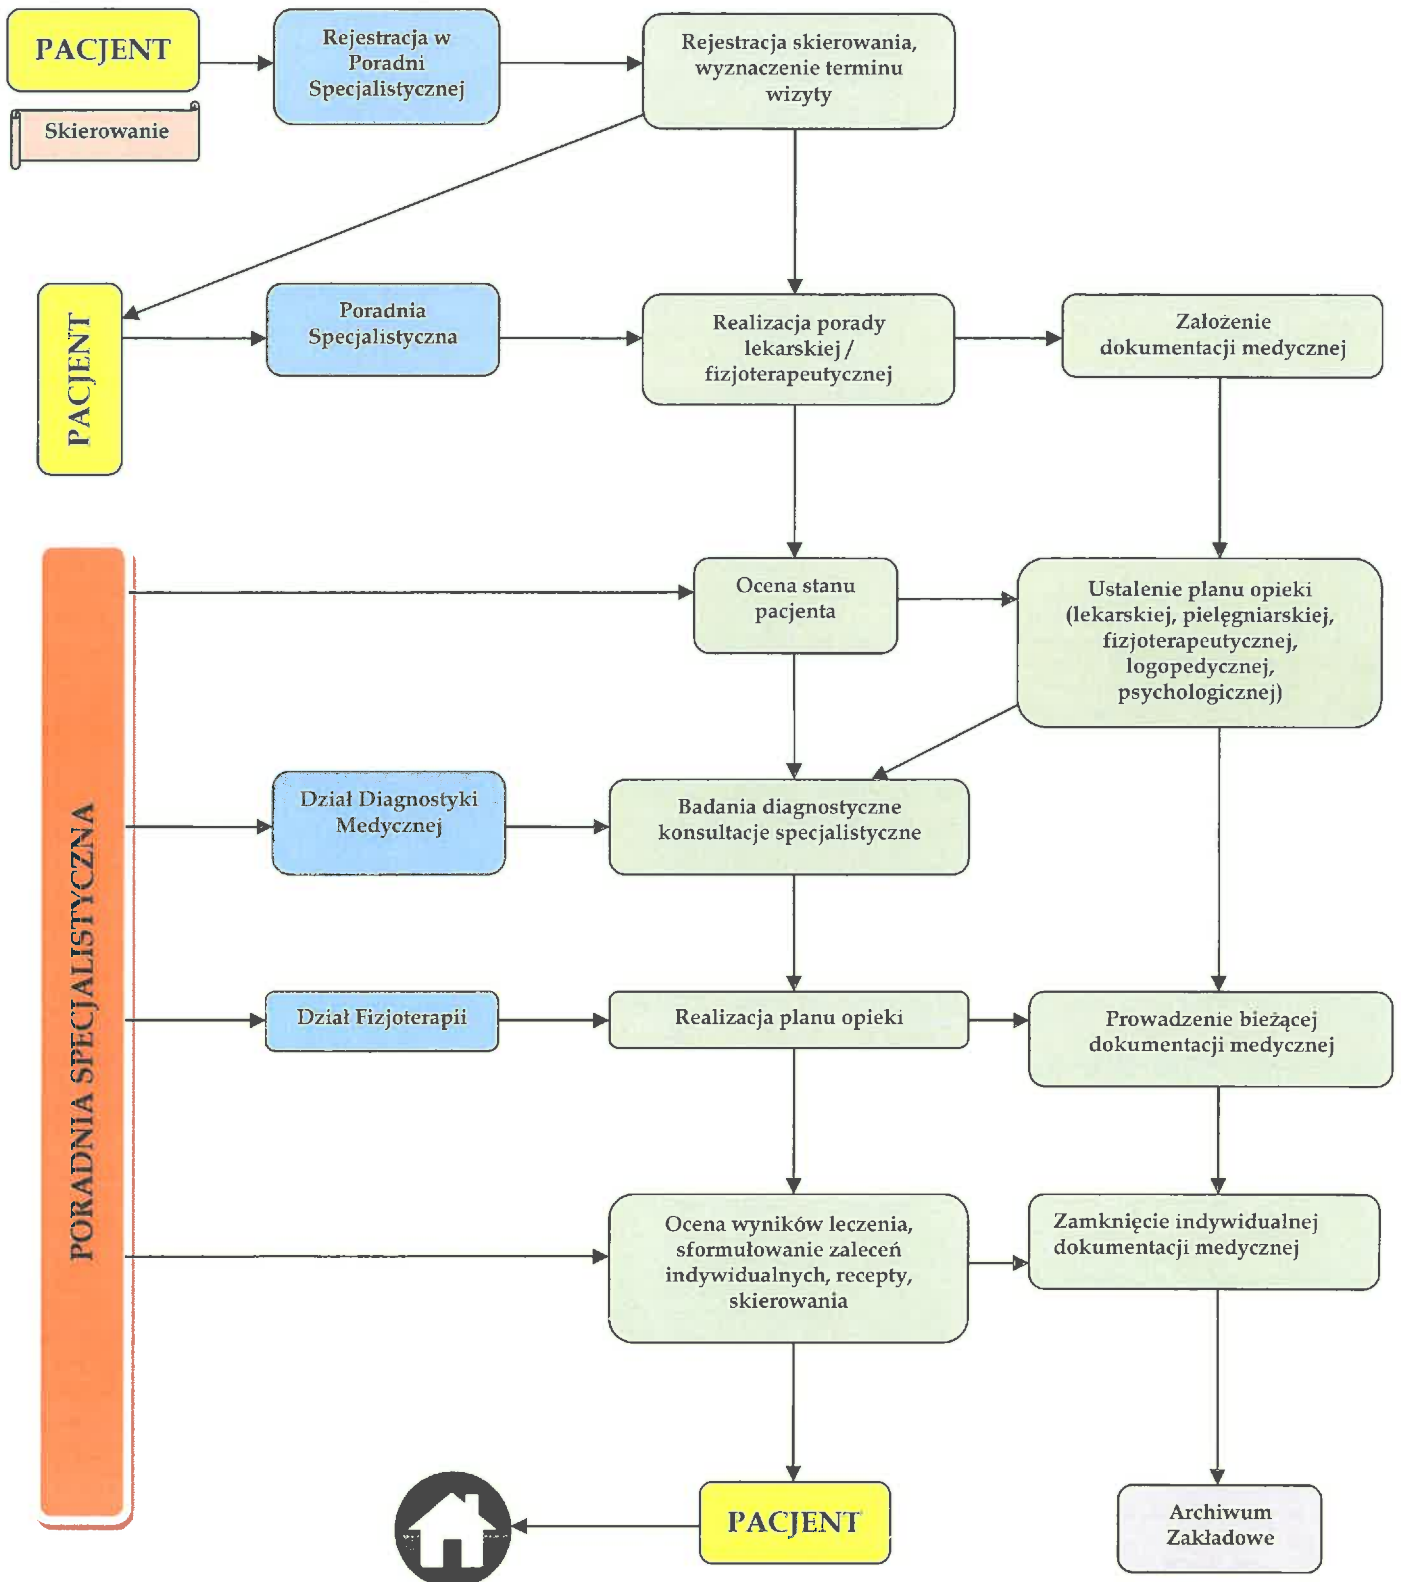 PACJENT
Skierowanie
Rejestracja w
Poradni
Specjalistycznej
Rejestracja skierowania,
wyznaczenie terminu
wizyty
PACJENT
Poradnia
Specjalistyczna
Realizacja porady
lekarskiej /
fizjoterapeutycznej
Założenie
dokumentacji medycznej
PORADNIA SPECJALISTYCZNA
Ocena stanu
pacjenta
Ustalenie planu opieki
(lekarskiej, pielęgniarskiej,
fizjoterapeutycznej,
logopedycznej,
psychologicznej)
Dział Diagnostyki
Medycznej
Badania diagnostyczne
konsultacje specjalistyczne
Dział Fizjoterapii
Realizacja planu opieki
Prowadzenie bieżącej
dokumentacji medycznej
Ocena wyników leczenia,
sformułowanie zaleceń
indywidualnych, recepty,
skierowania
Zamknięcie indywidualnej
dokumentacji medycznej
PACJENT
Archiwum
Zakładowe